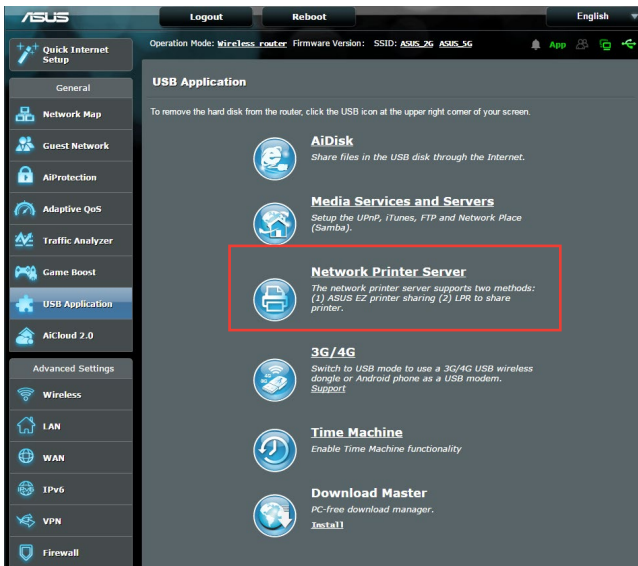 ASUS
Logout
Reboot
English
Quick Internet
Setup
Operation Mode: Wireless router Firmware Version: SSID: ASUS_2G ASUS_5G
App
General
Network Map
Guest Network
AiProtection
Adaptive QoS
Traffic Analyzer
Game Boost
USB Application
AiCloud 2.0
Advanced Settings
Wireless
LAN
WAN
IPv6
VPN
Firewall
USB Application
To remove the hard disk from the router, click the USB icon at the upper right corner of your screen.
AiDisk
Share files in the USB disk through the Internet.
Media Services and Servers
Setup the UPnP, iTunes, FTP and Network Place
(Samba).
Network Printer Server
The network printer server supports two methods:
(1) ASUS EZ printer sharing (2) LPR to share
printer.
3G/4G
Switch to USB mode to use a 3G/4G USB wireless
dongle or Android phone as a USB modem.
Support
Time Machine
Enable Time Machine functionality
Download Master
PC-free download manager.
Install